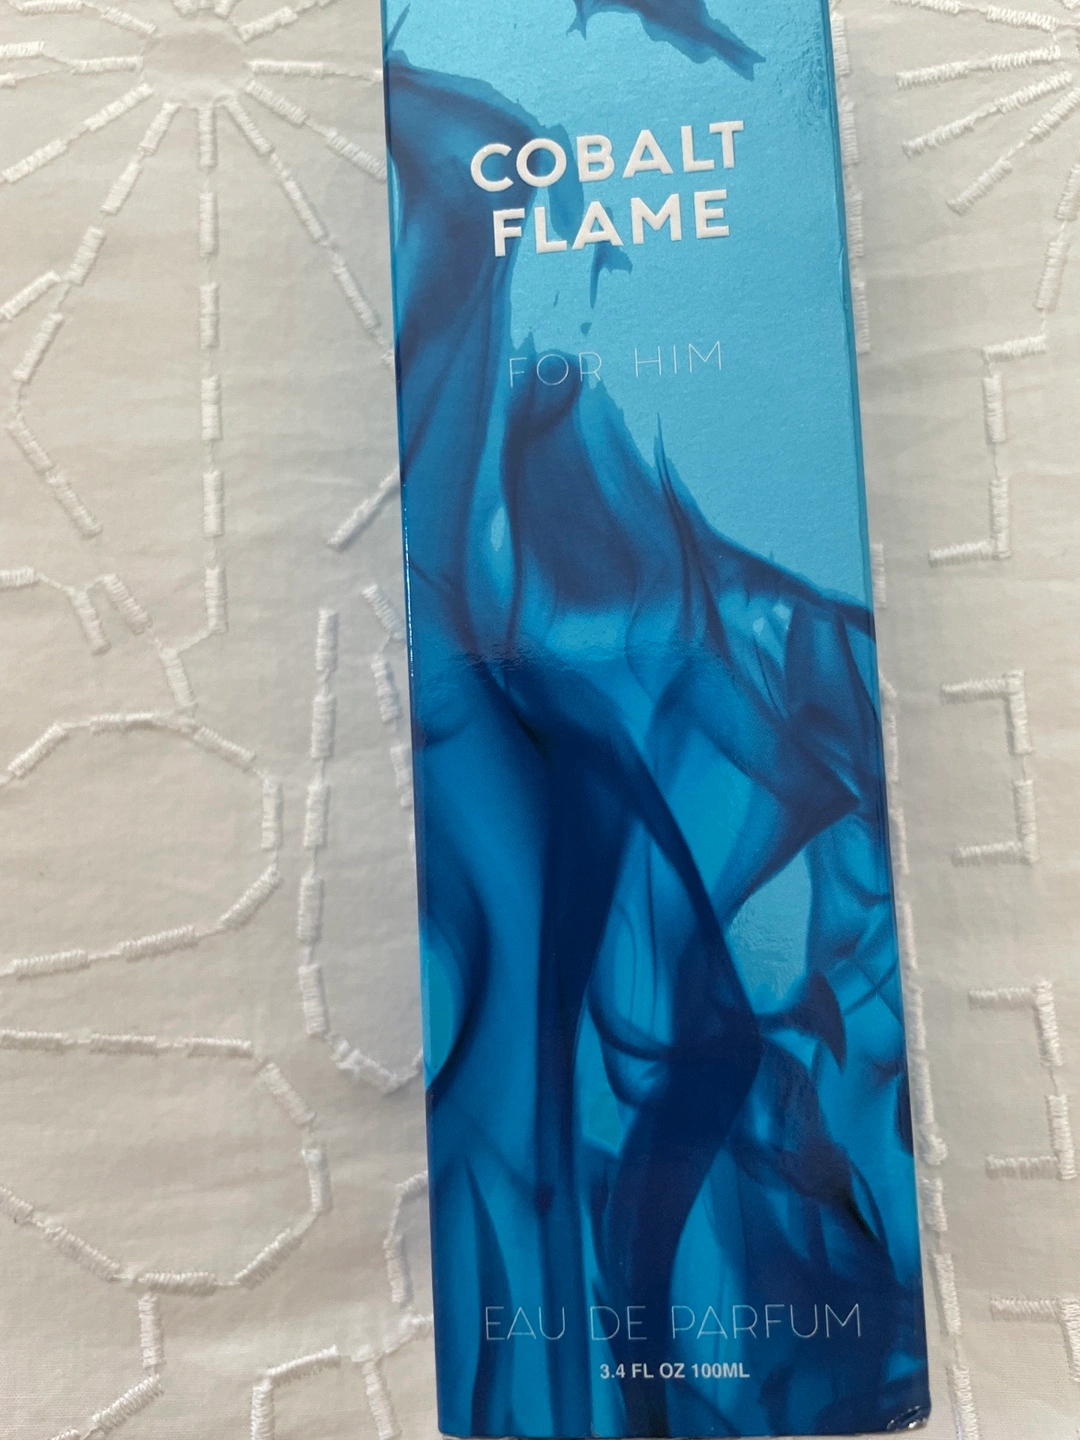 COBALT
FLAME
FOR HIM
EAU DE PARFUM
3.4 FL OZ 100ML